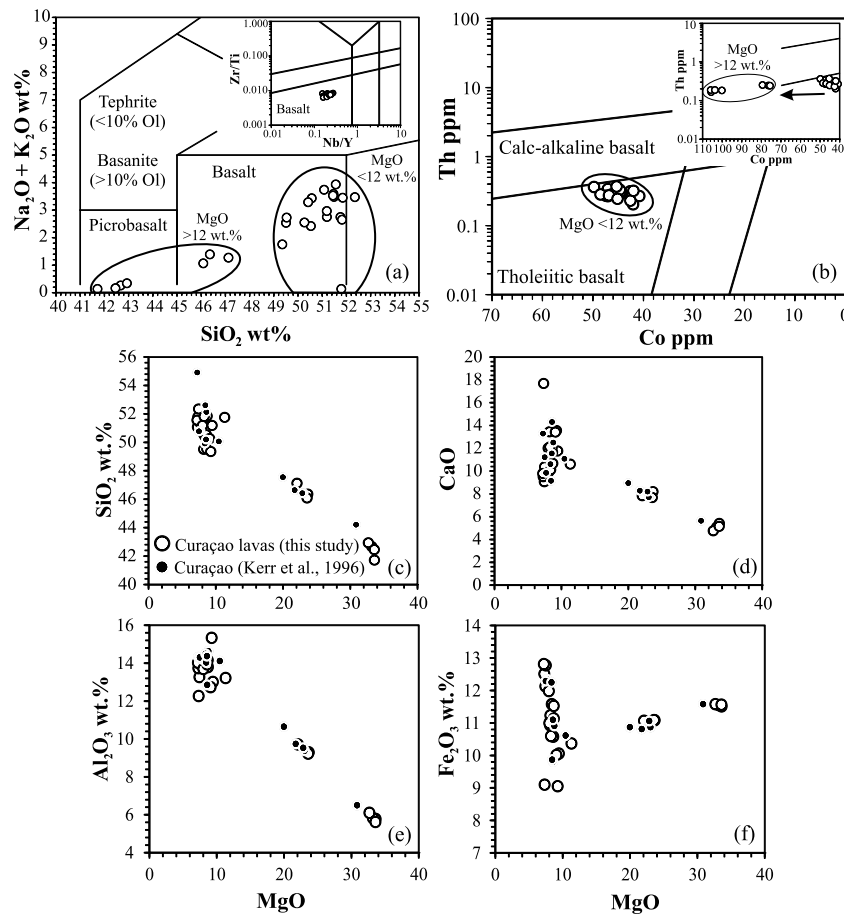 10
9
8
7
6
5
4
3
2
1
0
Na₂O + K₂O wt%
40 41 42 43 44 45 46 47 48 49 50 51 52 53 54 55
SiO₂ wt%
Tephrite
(<10% Ol)
Basanite
(>10% Ol)
Picrobasalt
Basalt
MgO
>12 wt.%
MgO
<12 wt.%
(a)
1.000
0.100
0.010
0.001
Zr/Ti
Basalt
0.01 0.1 1 10
Nb/Y
100
10
1
0.1
0.01
Th ppm
70 60 50 40 30 20 10 0
Co ppm
Calc-alkaline basalt
Tholeiitic basalt
MgO <12 wt.%
(b)
10
1
0.1
0.01
Th ppm
MgO
>12 wt.%
110 100 90 80 70 60 50 40
Co ppm
56
54
52
50
48
46
44
42
40
SiO₂ wt.%
Curaçao lavas (this study)
Curaçao (Kerr et al., 1996)
(c)
0 10 20 30 40
20
18
16
14
12
10
8
6
4
2
0
CaO
(d)
0 10 20 30 40
16
14
12
10
8
6
4
Al₂O₃ wt.%
(e)
0 10 20 30 40
MgO
14
13
12
11
10
9
8
7
Fe₂O₃ wt.%
(f)
0 10 20 30 40
MgO